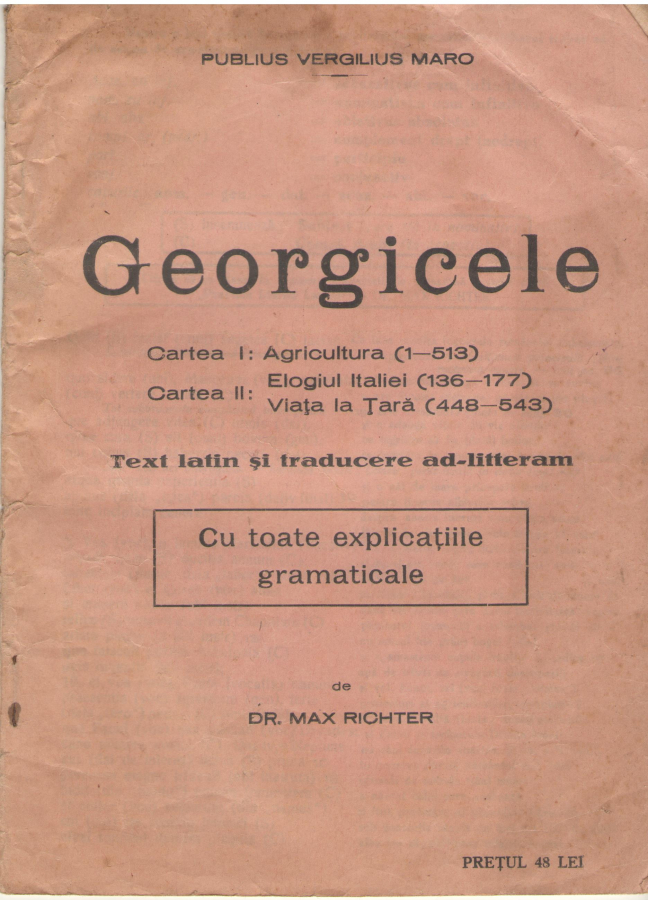 PUBLIUS VERGILIUS MARO
Georgicele
Cartea I: Agricultura (1—513)
Cartea II: Elogiul Italiei (136—177)
Viaţa la Ţară (448—543)
Text latin şi traducere ad-litteram
Cu toate explicaţiile
gramaticale
de
DR. MAX RICHTER
PREŢUL 48 LEI